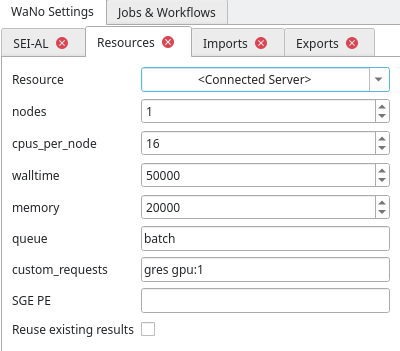 WaNo Settings Jobs & Workflows
SEI-AL Resources Imports Exports
Resource <Connected Server>
nodes 1
cpus_per_node 16
walltime 50000
memory 20000
queue batch
custom_requests gres gpu:1
SGE PE
Reuse existing results